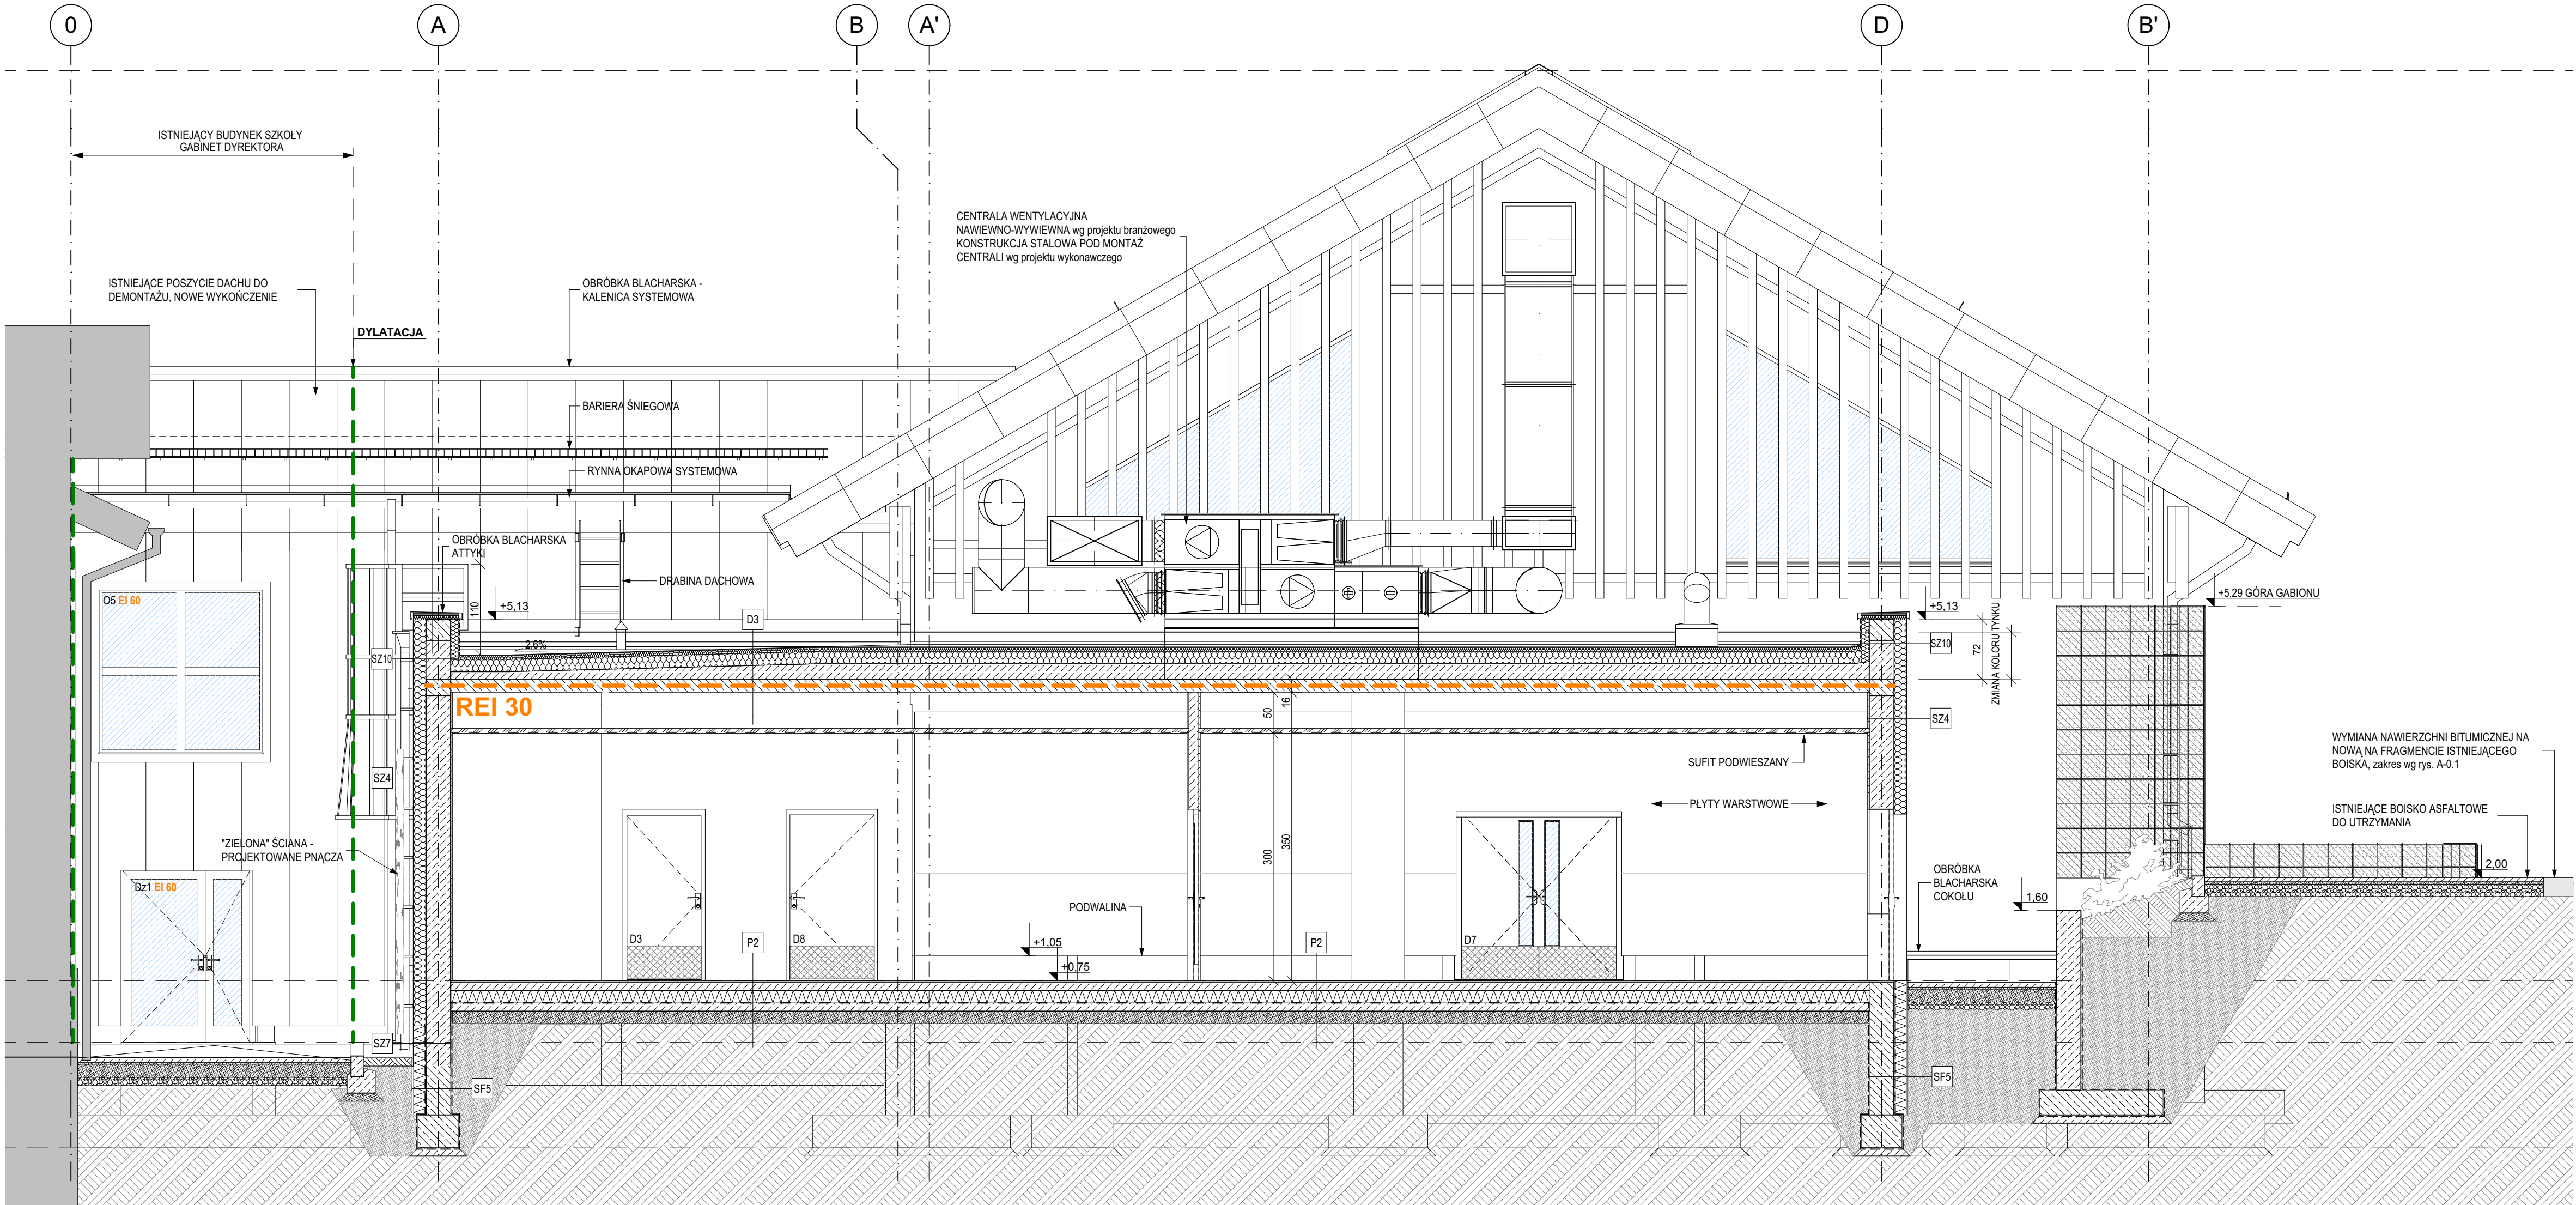 0
A
B
A'
D
B'
ISTNIEJĄCY BUDYNEK SZKOŁY
GABINET DYREKTORA
CENTRALA WENTYLACYJNA
NAWIEWNO-WYWIEWNA wg projektu branżowego
KONSTRUKCJA STALOWA POD MONTAŻ
CENTRALI wg projektu wykonawczego
ISTNIEJĄCE POSZYCIE DACHU DO
DEMONTAŻU, NOWE WYKOŃCZENIE
OBRÓBKA BLACHARSKA -
KALENICA SYSTEMOWA
DYLATACJA
BARIERA ŚNIEGOWA
RYNNA OKAPOWA SYSTEMOWA
OBRÓBKA BLACHARSKA
ATTYKI
DRABINA DACHOWA
O5 EI 60
110
+5,13
D3
2,6%
+5,13
+5,29 GÓRA GABIONU
SZ10
SZ10
72
ZMIANA KOLORU TYNKU
REI 30
50
16
SZ4
SZ4
SUFIT PODWIESZANY
PŁYTY WARSTWOWE
WYMIANA NAWIERZCHNI BITUMICZNEJ NA
NOWĄ NA FRAGMENCIE ISTNIEJĄCEGO
BOISKA, zakres wg rys. A-0.1
ISTNIEJĄCE BOISKO ASFALTOWE
DO UTRZYMANIA
"ZIELONA" ŚCIANA -
PROJEKTOWANE PNĄCZA
300
350
Dz1 EI 60
OBRÓBKA
BLACHARSKA
COKOŁU
2,00
1,60
PODWALINA
D3
P2
D8
+1,05
+0,75
P2
D7
SZ7
SF5
SF5